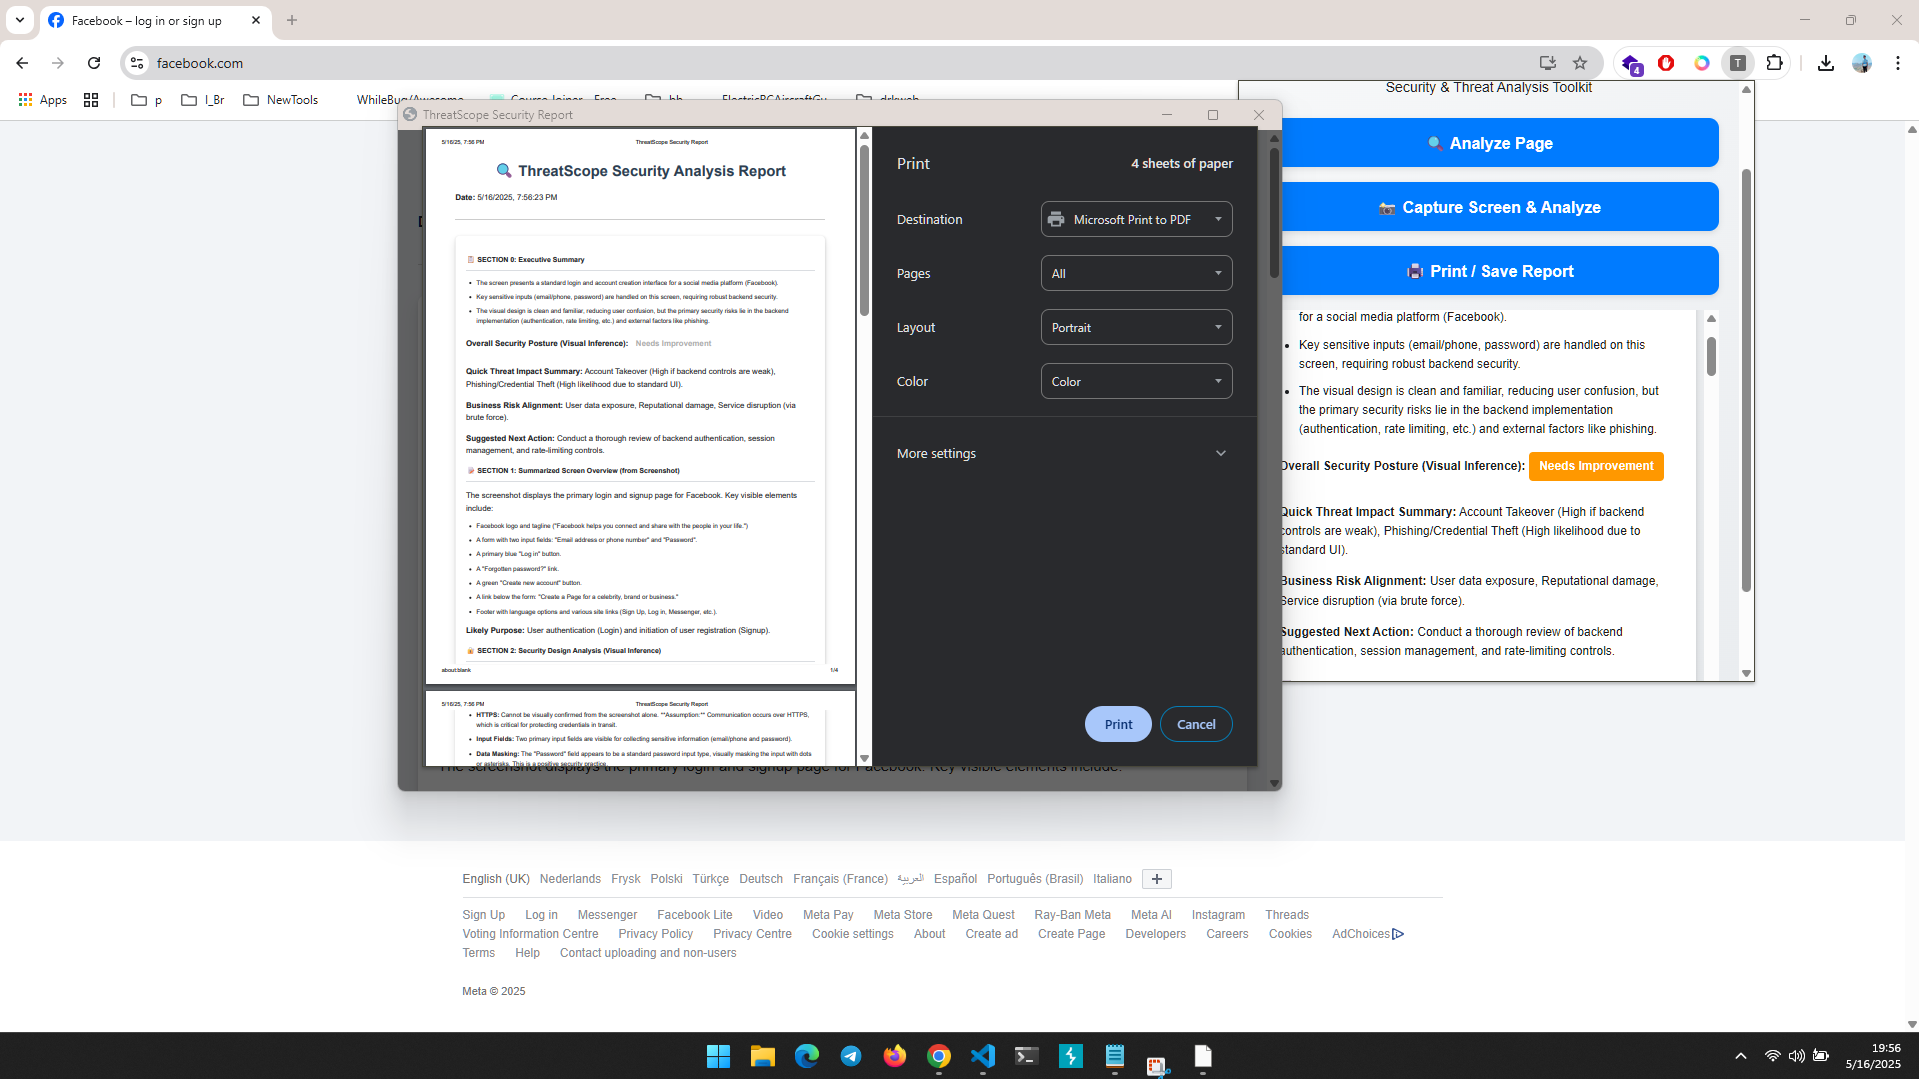 Facebook – log in or sign up
facebook.com
4
T
Apps
p
I_Br
NewTools
WhileBug/Awesome
bb
drkweb
Security & Threat Analysis Toolkit
🔍 Analyze Page
📷 Capture Screen & Analyze
🖨️ Print / Save Report
for a social media platform (Facebook).
• Key sensitive inputs (email/phone, password) are handled on this
screen, requiring robust backend security.
• The visual design is clean and familiar, reducing user confusion, but
the primary security risks lie in the backend implementation
(authentication, rate limiting, etc.) and external factors like phishing.
Overall Security Posture (Visual Inference): Needs Improvement
Quick Threat Impact Summary: Account Takeover (High if backend
controls are weak), Phishing/Credential Theft (High likelihood due to
standard UI).
Business Risk Alignment: User data exposure, Reputational damage,
Service disruption (via brute force).
Suggested Next Action: Conduct a thorough review of backend
authentication, session management, and rate-limiting controls.
ThreatScope Security Report
5/16/25, 7:56 PM
ThreatScope Security Report
🔍 ThreatScope Security Analysis Report
Date: 5/16/2025, 7:56:23 PM
SECTION 0: Executive Summary
• The screen presents a standard login and account creation interface for a social media platform (Facebook).
• Key sensitive inputs (email/phone, password) are handled on this screen, requiring robust backend security.
• The visual design is clean and familiar, reducing user confusion, but the primary security risks lie in the backend
implementation (authentication, rate limiting, etc.) and external factors like phishing.
Overall Security Posture (Visual Inference): Needs Improvement
Quick Threat Impact Summary: Account Takeover (High if backend controls are weak),
Phishing/Credential Theft (High likelihood due to standard UI).
Business Risk Alignment: User data exposure, Reputational damage, Service disruption (via
brute force).
Suggested Next Action: Conduct a thorough review of backend authentication, session
management, and rate-limiting controls.
SECTION 1: Summarized Screen Overview (from Screenshot)
The screenshot displays the primary login and signup page for Facebook. Key visible elements
include:
• Facebook logo and tagline ("Facebook helps you connect and share with the people in your life.")
• A form with two input fields: "Email address or phone number" and "Password".
• A primary blue "Log in" button.
• A "Forgotten password?" link.
• A green "Create new account" button.
• A link below the form: "Create a Page for a celebrity, brand or business."
• Footer with language options and various site links (Sign Up, Log in, Messenger, etc.).
Likely Purpose: User authentication (Login) and initiation of user registration (Signup).
SECTION 2: Security Design Analysis (Visual Inference)
about:blank
1/4
5/16/25, 7:56 PM
ThreatScope Security Report
• HTTPS: Cannot be visually confirmed from the screenshot alone. **Assumption:** Communication occurs over HTTPS,
which is critical for protecting credentials in transit.
• Input Fields: Two primary input fields are visible for collecting sensitive information (email/phone and password).
• Data Masking: The "Password" field appears to be a standard password input type, visually masking the input with dots
or asterisks. This is a positive security practice.
Print
4 sheets of paper
Destination
Microsoft Print to PDF
Pages
All
Layout
Portrait
Color
Color
More settings
Print
Cancel
The screenshot displays the primary login and signup page for Facebook. Key visible elements include:
English (UK) Nederlands Frysk Polski Türkçe Deutsch Français (France) العربية Español Português (Brasil) Italiano
Sign Up Log in Messenger Facebook Lite Video Meta Pay Meta Store Meta Quest Ray-Ban Meta Meta AI Instagram Threads
Voting Information Centre Privacy Policy Privacy Centre Cookie settings About Create ad Create Page Developers Careers Cookies AdChoices
Terms Help Contact uploading and non-users
Meta © 2025
19:56
5/16/2025